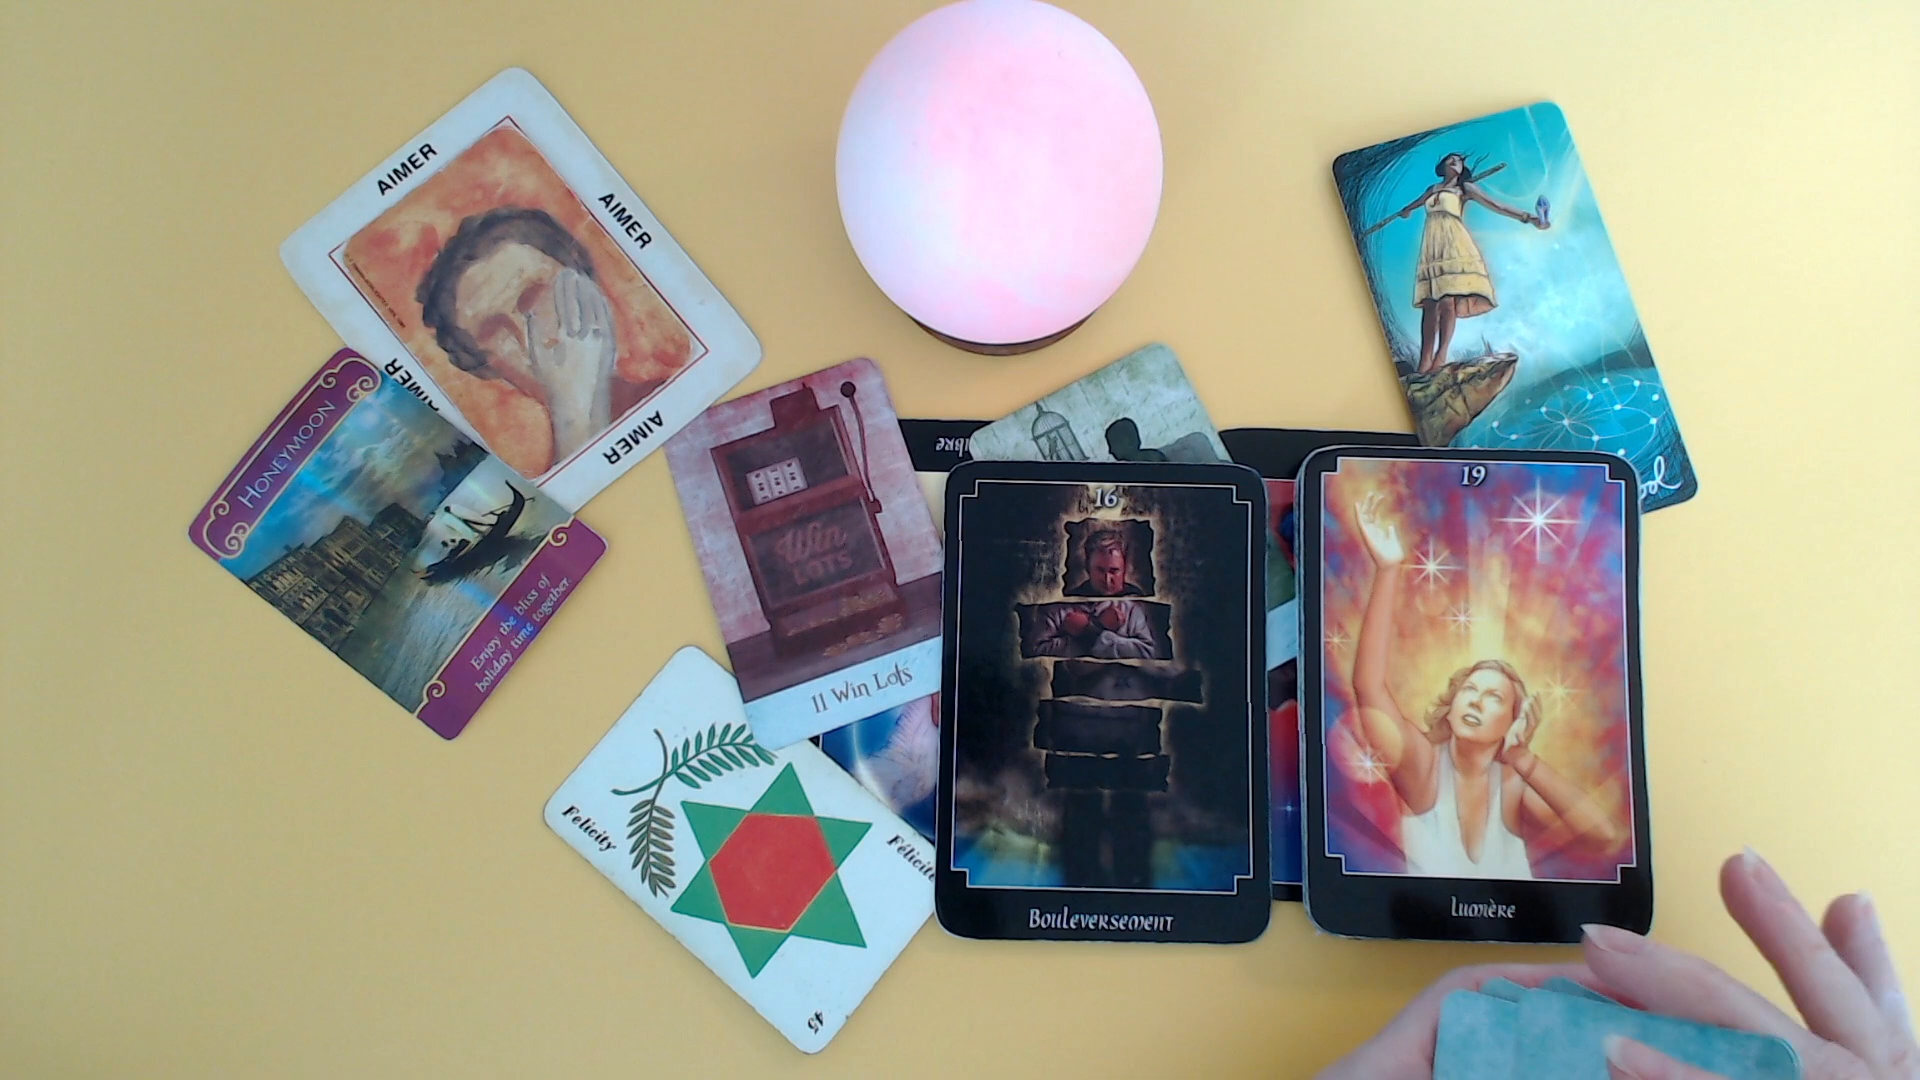 AIMER
AIMER
AIMER
AIMER
HONEYMOON
Enjoy the bliss of
holiday time together.
Win
LOTS
11 Win Lots
Felicity
Félicité
45
16
Bouleversement
19
Lumière